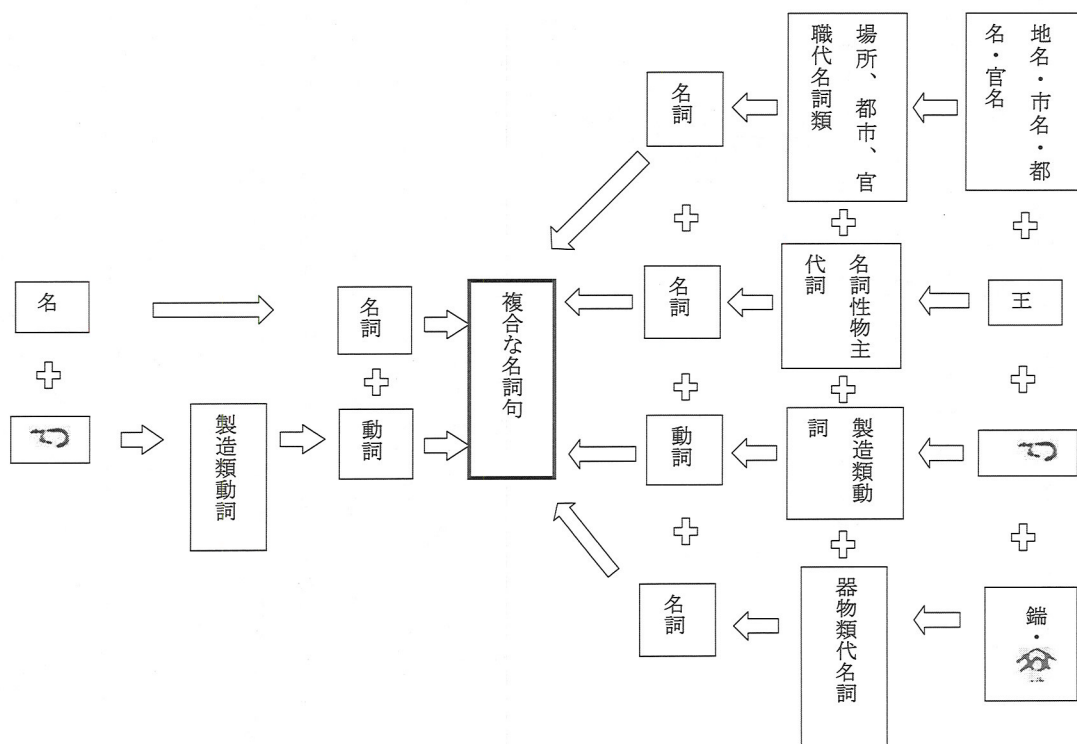 地名・市名・都
名・官名
王
鍴・
場所、都市、官
職代名詞類
名詞性物主
代詞
製造類動
詞
器物類代名詞
名詞
名詞
動詞
名詞
複合な名詞句
名詞
動詞
製造類動詞
名